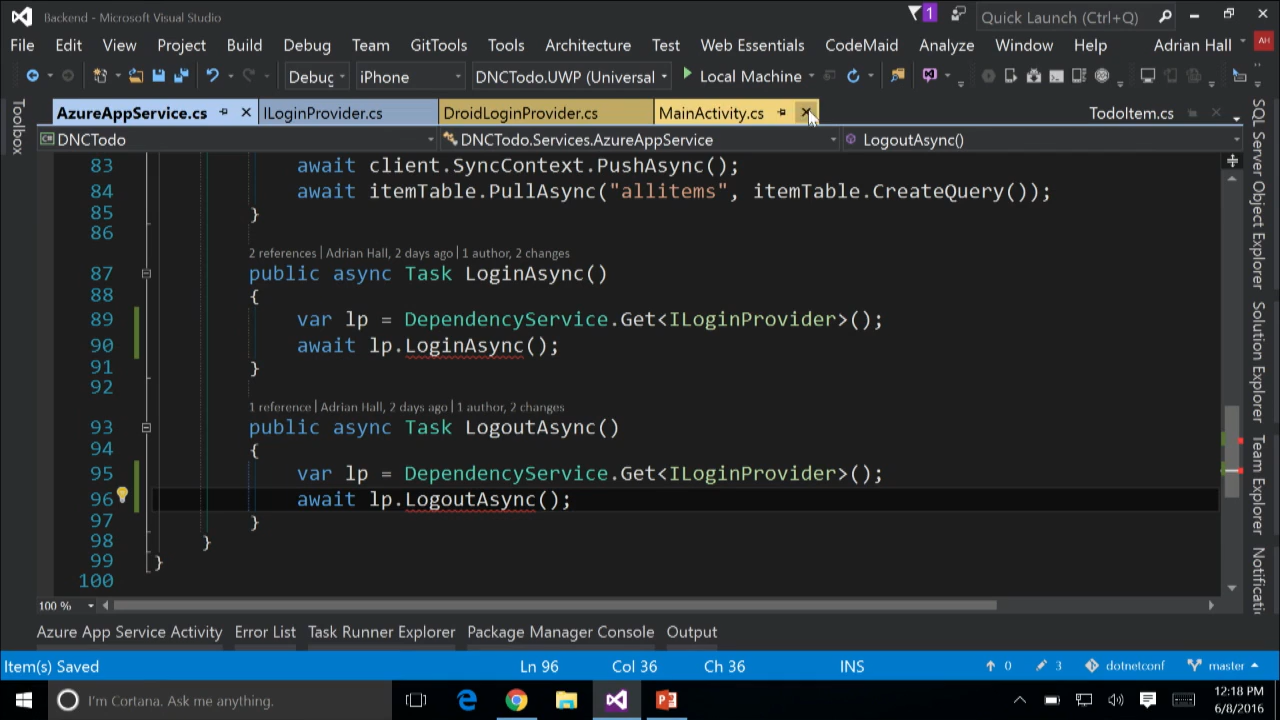 Backend - Microsoft Visual Studio
1
Quick Launch (Ctrl+Q)
File Edit View Project Build Debug Team GitTools Tools Architecture Test Web Essentials CodeMaid Analyze Window Help Adrian Hall AH
Debug iPhone DNCTodo.UWP (Universal Local Machine
AzureAppService.cs ILoginProvider.cs DroidLoginProvider.cs MainActivity.cs TodoItem.cs
DNCTodo DNCTodo.Services.AzureAppService LogoutAsync()
Toolbox
83 await client.SyncContext.PushAsync();
84 await itemTable.PullAsync("allitems", itemTable.CreateQuery());
85 }
86
2 references | Adrian Hall, 2 days ago | 1 author, 2 changes
87 public async Task LoginAsync()
88 {
89 var lp = DependencyService.Get<ILoginProvider>();
90 await lp.LoginAsync();
91 }
92
1 reference | Adrian Hall, 2 days ago | 1 author, 2 changes
93 public async Task LogoutAsync()
94 {
95 var lp = DependencyService.Get<ILoginProvider>();
96 await lp.LogoutAsync();
97 }
98 }
99 }
100
SQL Server Object Explorer
Solution Explorer
Team Explorer
Notificati
100 %
Azure App Service Activity Error List Task Runner Explorer Package Manager Console Output
Item(s) Saved Ln 96 Col 36 Ch 36 INS 0 3 dotnetconf master
I'm Cortana. Ask me anything.
12:18 PM
6/8/2016